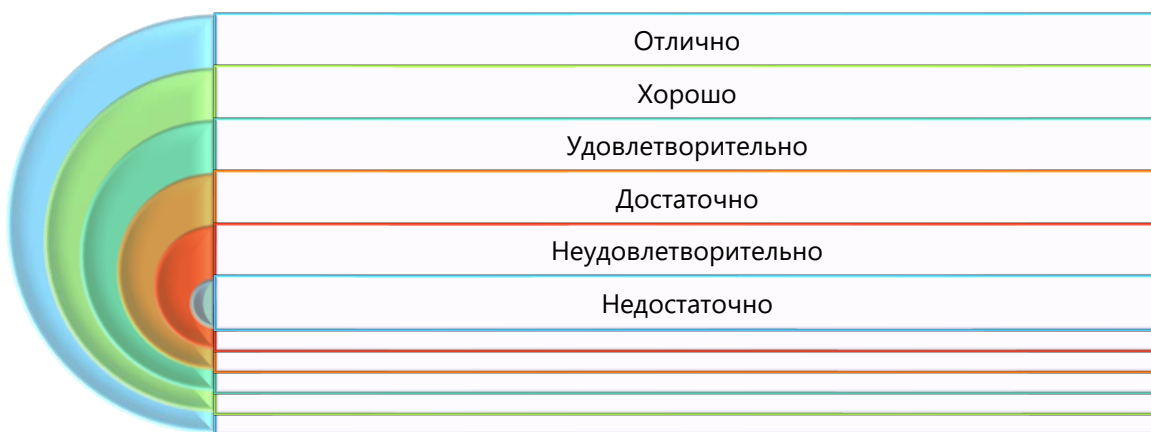 Отлично
Хорошо
Удовлетворительно
Достаточно
Неудовлетворительно
Недостаточно